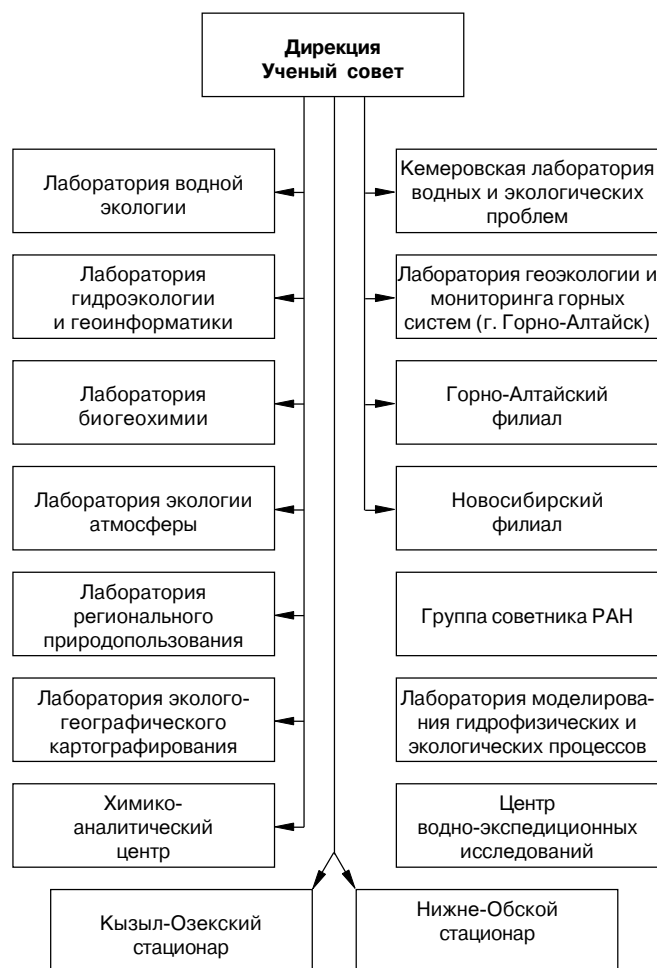 Дирекция
Ученый совет
Лаборатория водной
экологии
Лаборатория
гидроэкологии
и геоинформатики
Лаборатория
биогеохимии
Лаборатория экологии
атмосферы
Лаборатория
регионального
природопользования
Лаборатория эколого-
географического
картографирования
Химико-
аналитический
центр
Кемеровская лаборатория
водных и экологических
проблем
Лаборатория геоэкологии и
мониторинга горных
систем (г. Горно-Алтайск)
Горно-Алтайский
филиал
Новосибирский
филиал
Группа советника РАН
Лаборатория моделирова-
ния гидрофизических и
экологических процессов
Центр
водно-экспедиционных
исследований
Кызыл-Озекский
стационар
Нижне-Обской
стационар